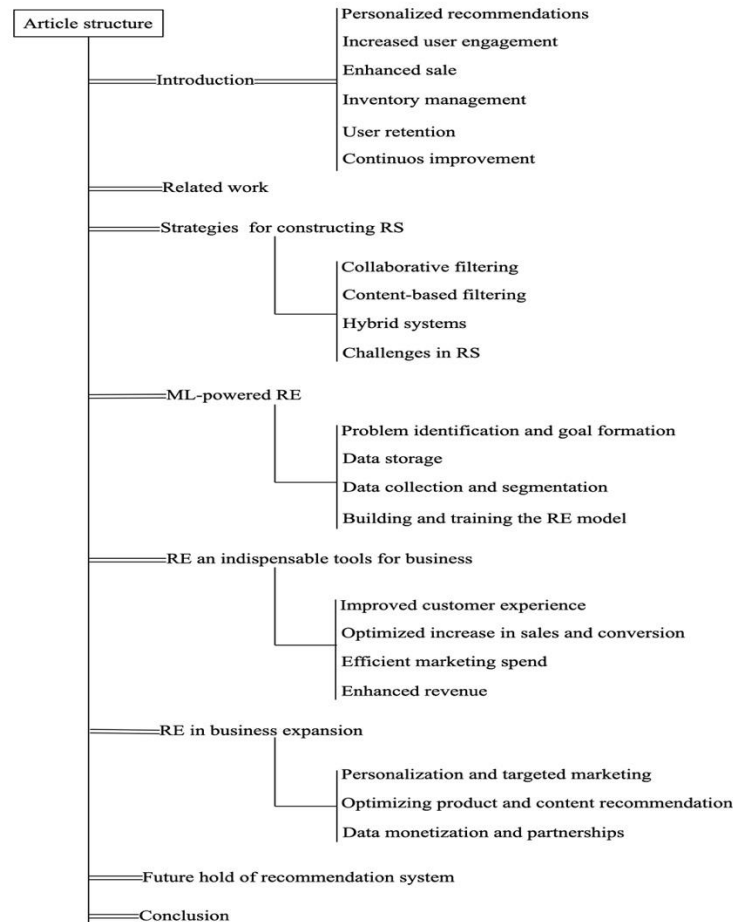 Article structure
Introduction
Personalized recommendations
Increased user engagement
Enhanced sale
Inventory management
User retention
Continuos improvement
Related work
Strategies for constructing RS
Collaborative filtering
Content-based filtering
Hybrid systems
Challenges in RS
ML-powered RE
Problem identification and goal formation
Data storage
Data collection and segmentation
Building and training the RE model
RE an indispensable tools for business
Improved customer experience
Optimized increase in sales and conversion
Efficient marketing spend
Enhanced revenue
RE in business expansion
Personalization and targeted marketing
Optimizing product and content recommendation
Data monetization and partnerships
Future hold of recommendation system
Conclusion